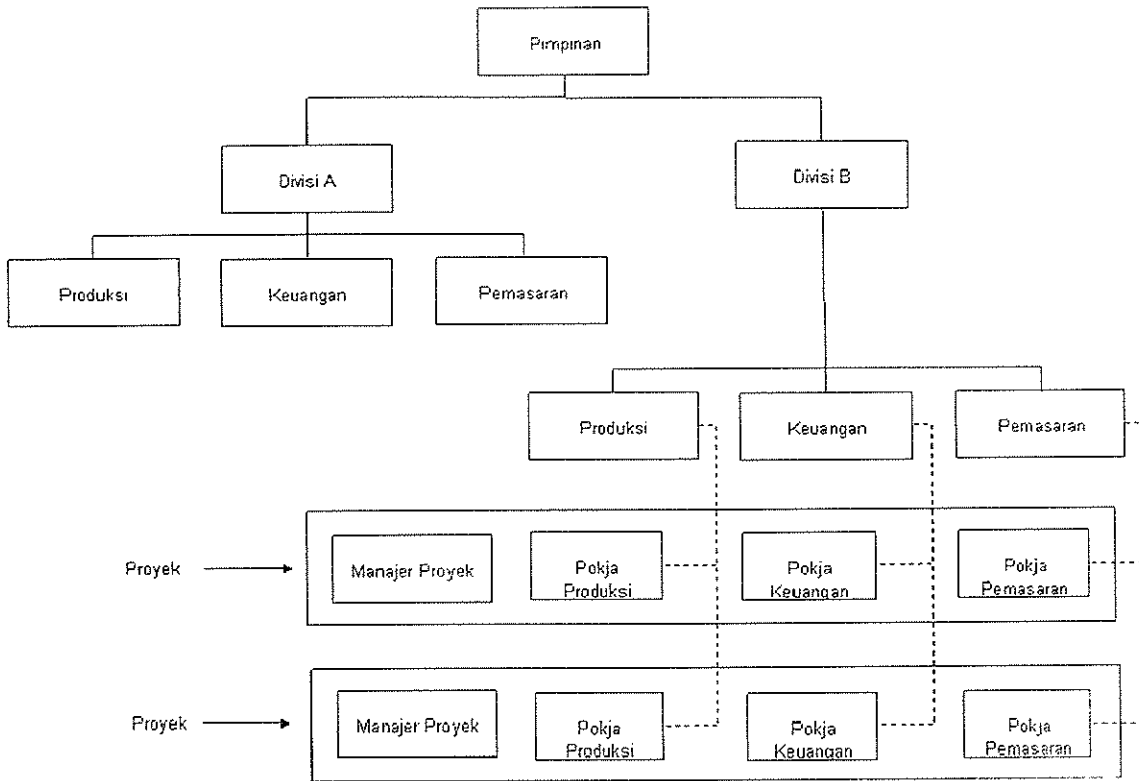 Pimpinan
Divisi A
Divisi B
Produksi
Keuangan
Pemasaran
Produksi
Keuangan
Pemasaran
Proyek
Manajer Proyek
Pokja
Produksi
Pokja
Keuangan
Pokja
Pemasaran
Proyek
Manajer Proyek
Pokja
Produksi
Pokja
Keuangan
Pokja
Pemasaran